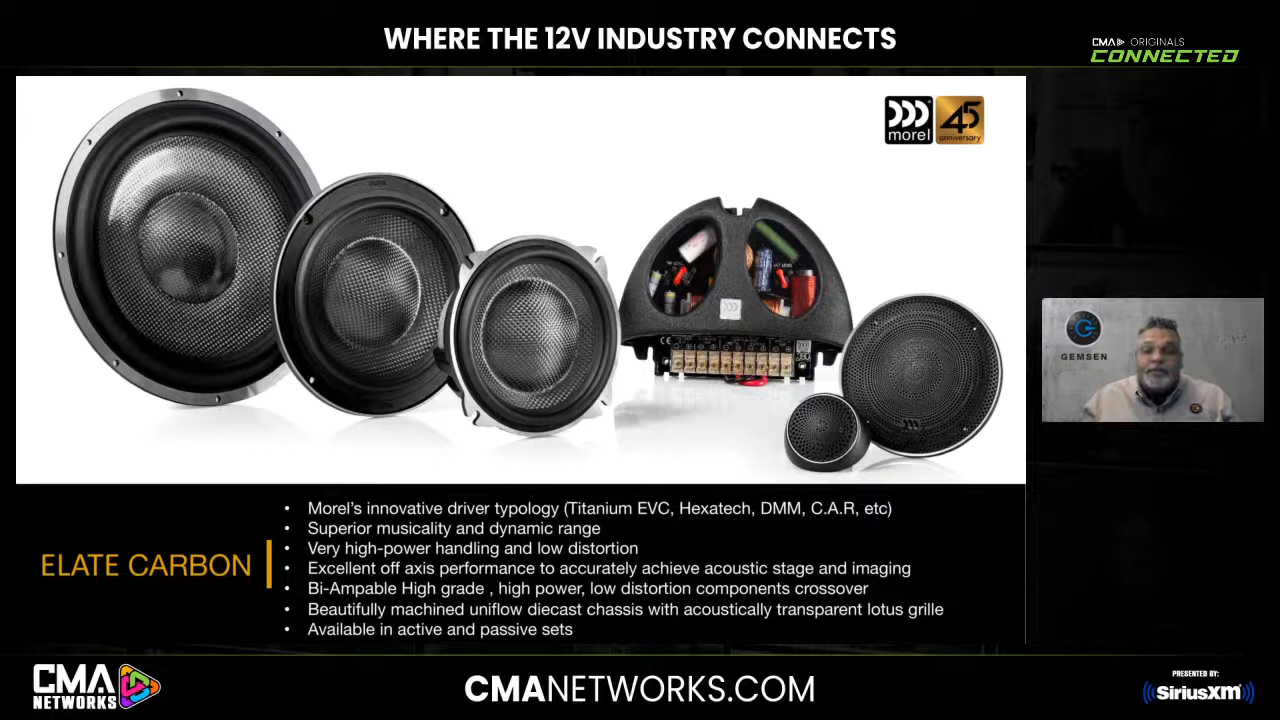 WHERE THE 12V INDUSTRY CONNECTS
CMA ORIGINALS
CONNECTED
morel
45
anniversary
GEMSEN
ELATE CARBON
• Morel's innovative driver typology (Titanium EVC, Hexatech, DMM, C.A.R, etc)
• Superior musicality and dynamic range
• Very high-power handling and low distortion
• Excellent off axis performance to accurately achieve acoustic stage and imaging
• Bi-Ampable High grade , high power, low distortion components crossover
• Beautifully machined uniflow diecast chassis with acoustically transparent lotus grille
• Available in active and passive sets
CMA
NETWORKS
CMANETWORKS.COM
PRESENTED BY:
SiriusXM